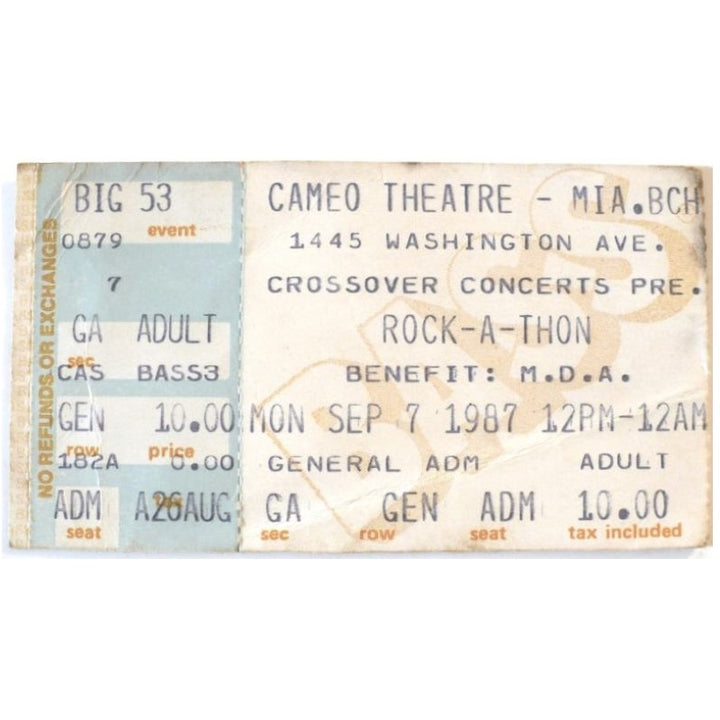 NO REFUNDS OR EXCHANGES
BIG 53
0879 event
7
GA ADULT
sec
CAS BASS3
GEN 10.00
row price
182A 0.00
ADM A26AUG
seat
CAMEO THEATRE - MIA.BCH
1445 WASHINGTON AVE.
CROSSOVER CONCERTS PRE.
ROCK-A-THON
BENEFIT: M.D.A.
MON SEP 7 1987 12PM-12AM
GENERAL ADM ADULT
GA GEN ADM 10.00
sec row seat tax included
BASS